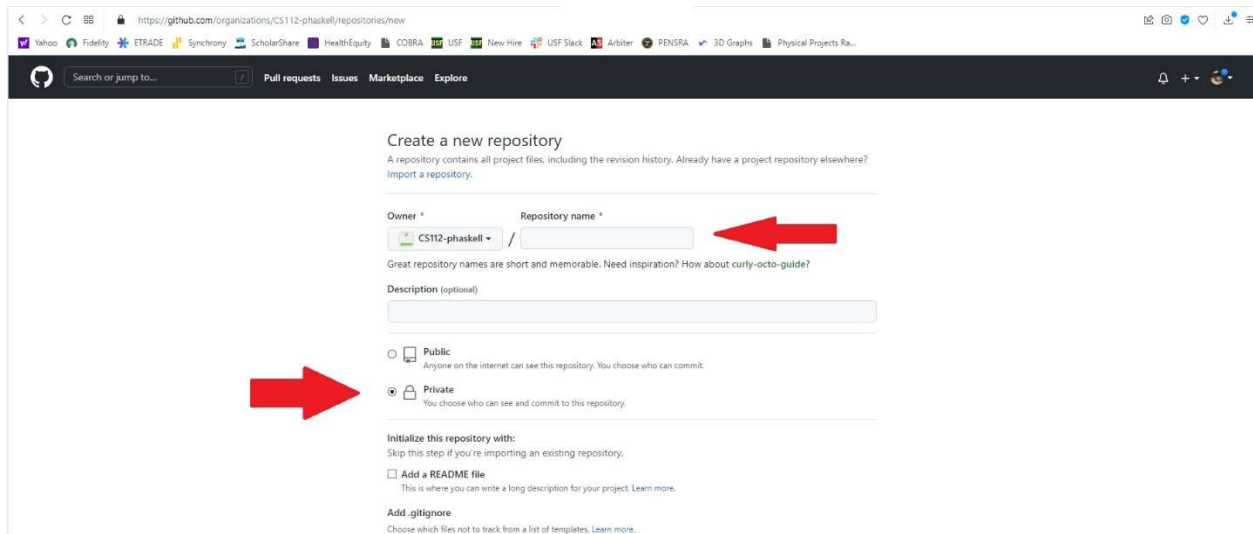 https://github.com/organizations/CS112-phaskell/repositories/new
Yahoo Fidelity ETRADE Synchrony ScholarShare HealthEquity COBRA USF USF USF New Hire USF Slack AS Arbiter PENSRA 3D Graphs Physical Projects Ra...
Search or jump to... / Pull requests Issues Marketplace Explore
Create a new repository
A repository contains all project files, including the revision history. Already have a project repository elsewhere?
Import a repository.
Owner * Repository name *
CS112-phaskell /
Great repository names are short and memorable. Need inspiration? How about curly-octo-guide?
Description (optional)
Public
Anyone on the internet can see this repository. You choose who can commit.
Private
You choose who can see and commit to this repository.
Initialize this repository with:
Skip this step if you're importing an existing repository.
Add a README file
This is where you can write a long description for your project. Learn more.
Add .gitignore
Choose which files not to track from a list of templates. Learn more.